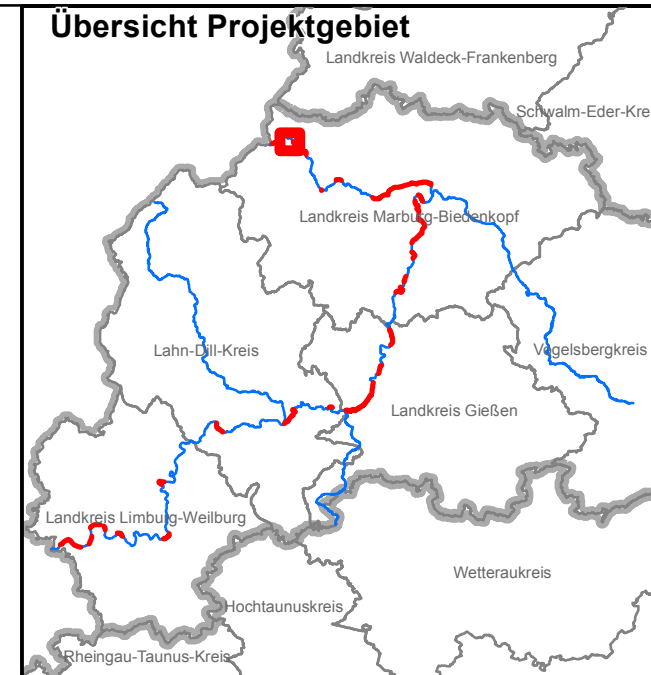 Übersicht Projektgebiet
Landkreis Waldeck-Frankenberg
Schwalm-Eder-Kre
Landkreis Marburg-Biedenkopf
Lahn-Dill-Kreis
Vogelsbergkreis
Landkreis Gießen
Landkreis Limburg-Weilburg
Wetteraukreis
Hochtaunuskreis
Rheingau-Taunus-Kreis